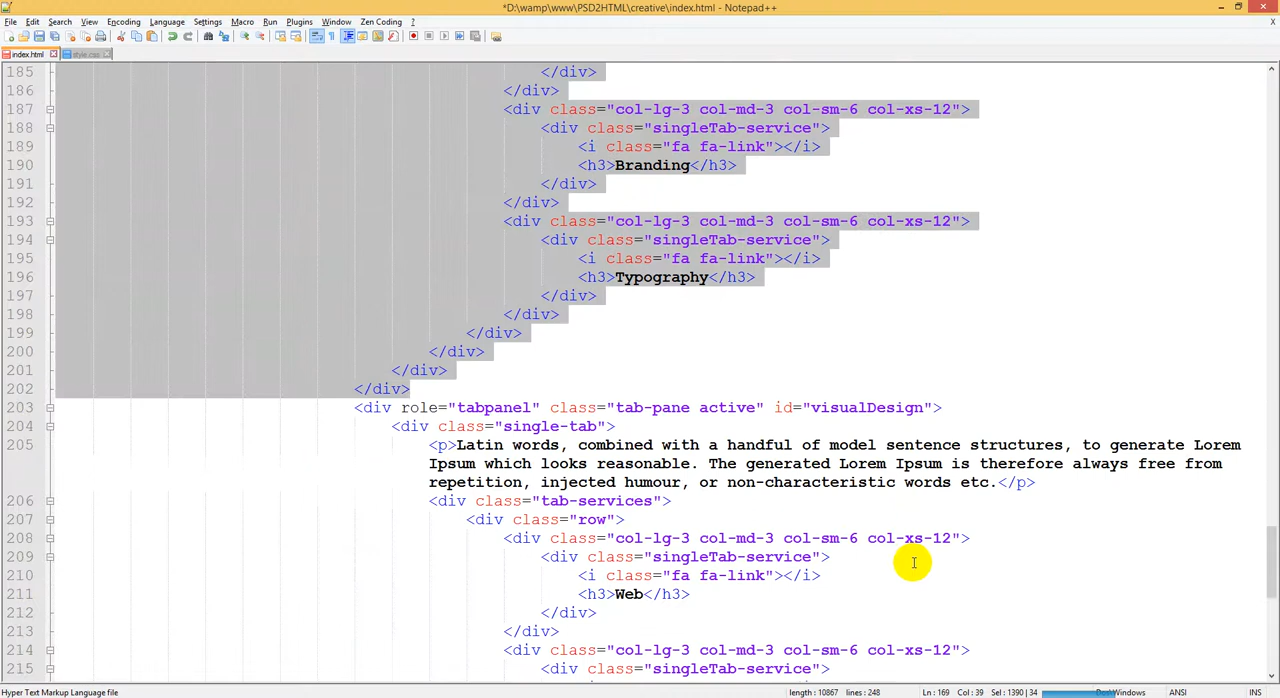 *D:\wamp\www\PSD2HTML\creative\index.html - Notepad++
File Edit Search View Encoding Language Settings Macro Run Plugins Window Zen Coding ?
X
index.html style.css
185 </div>
186 </div>
187 <div class="col-lg-3 col-md-3 col-sm-6 col-xs-12">
188 <div class="singleTab-service">
189 <i class="fa fa-link"></i>
190 <h3>Branding</h3>
191 </div>
192 </div>
193 <div class="col-lg-3 col-md-3 col-sm-6 col-xs-12">
194 <div class="singleTab-service">
195 <i class="fa fa-link"></i>
196 <h3>Typography</h3>
197 </div>
198 </div>
199 </div>
200 </div>
201 </div>
202 </div>
203 <div role="tabpanel" class="tab-pane active" id="visualDesign">
204 <div class="single-tab">
205 <p>Latin words, combined with a handful of model sentence structures, to generate Lorem
Ipsum which looks reasonable. The generated Lorem Ipsum is therefore always free from
repetition, injected humour, or non-characteristic words etc.</p>
206 <div class="tab-services">
207 <div class="row">
208 <div class="col-lg-3 col-md-3 col-sm-6 col-xs-12">
209 <div class="singleTab-service">
210 <i class="fa fa-link"></i>
211 <h3>Web</h3>
212 </div>
213 </div>
214 <div class="col-lg-3 col-md-3 col-sm-6 col-xs-12">
215 <div class="singleTab-service">
Hyper Text Markup Language file length : 10867 lines : 248 Ln : 169 Col : 39 Sel : 1390 | 34 Dos\Windows ANSI INS